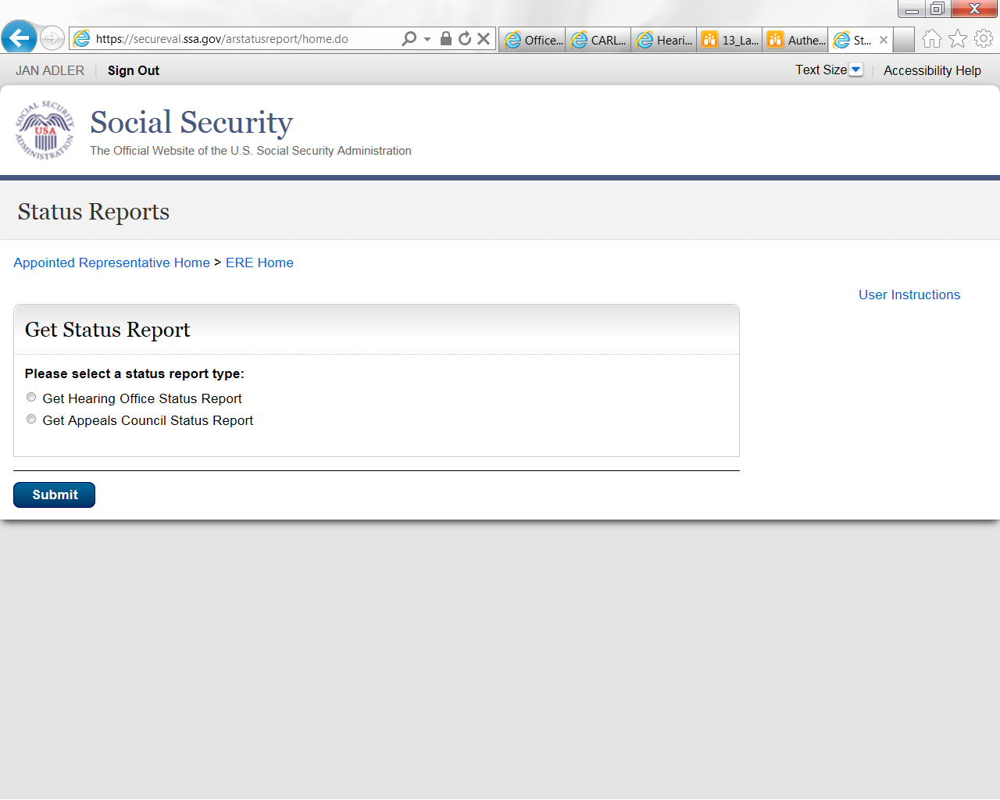 https://secureval.ssa.gov/arstatusreport/home.do
Office... CARL... Heari... 13_La... Authe... St...
JAN ADLER Sign Out Text Size Accessibility Help
SOCIAL SECURITY ADMINISTRATION
USA
Social Security
The Official Website of the U.S. Social Security Administration
Status Reports
Appointed Representative Home > ERE Home
User Instructions
Get Status Report
Please select a status report type:
Get Hearing Office Status Report
Get Appeals Council Status Report
Submit